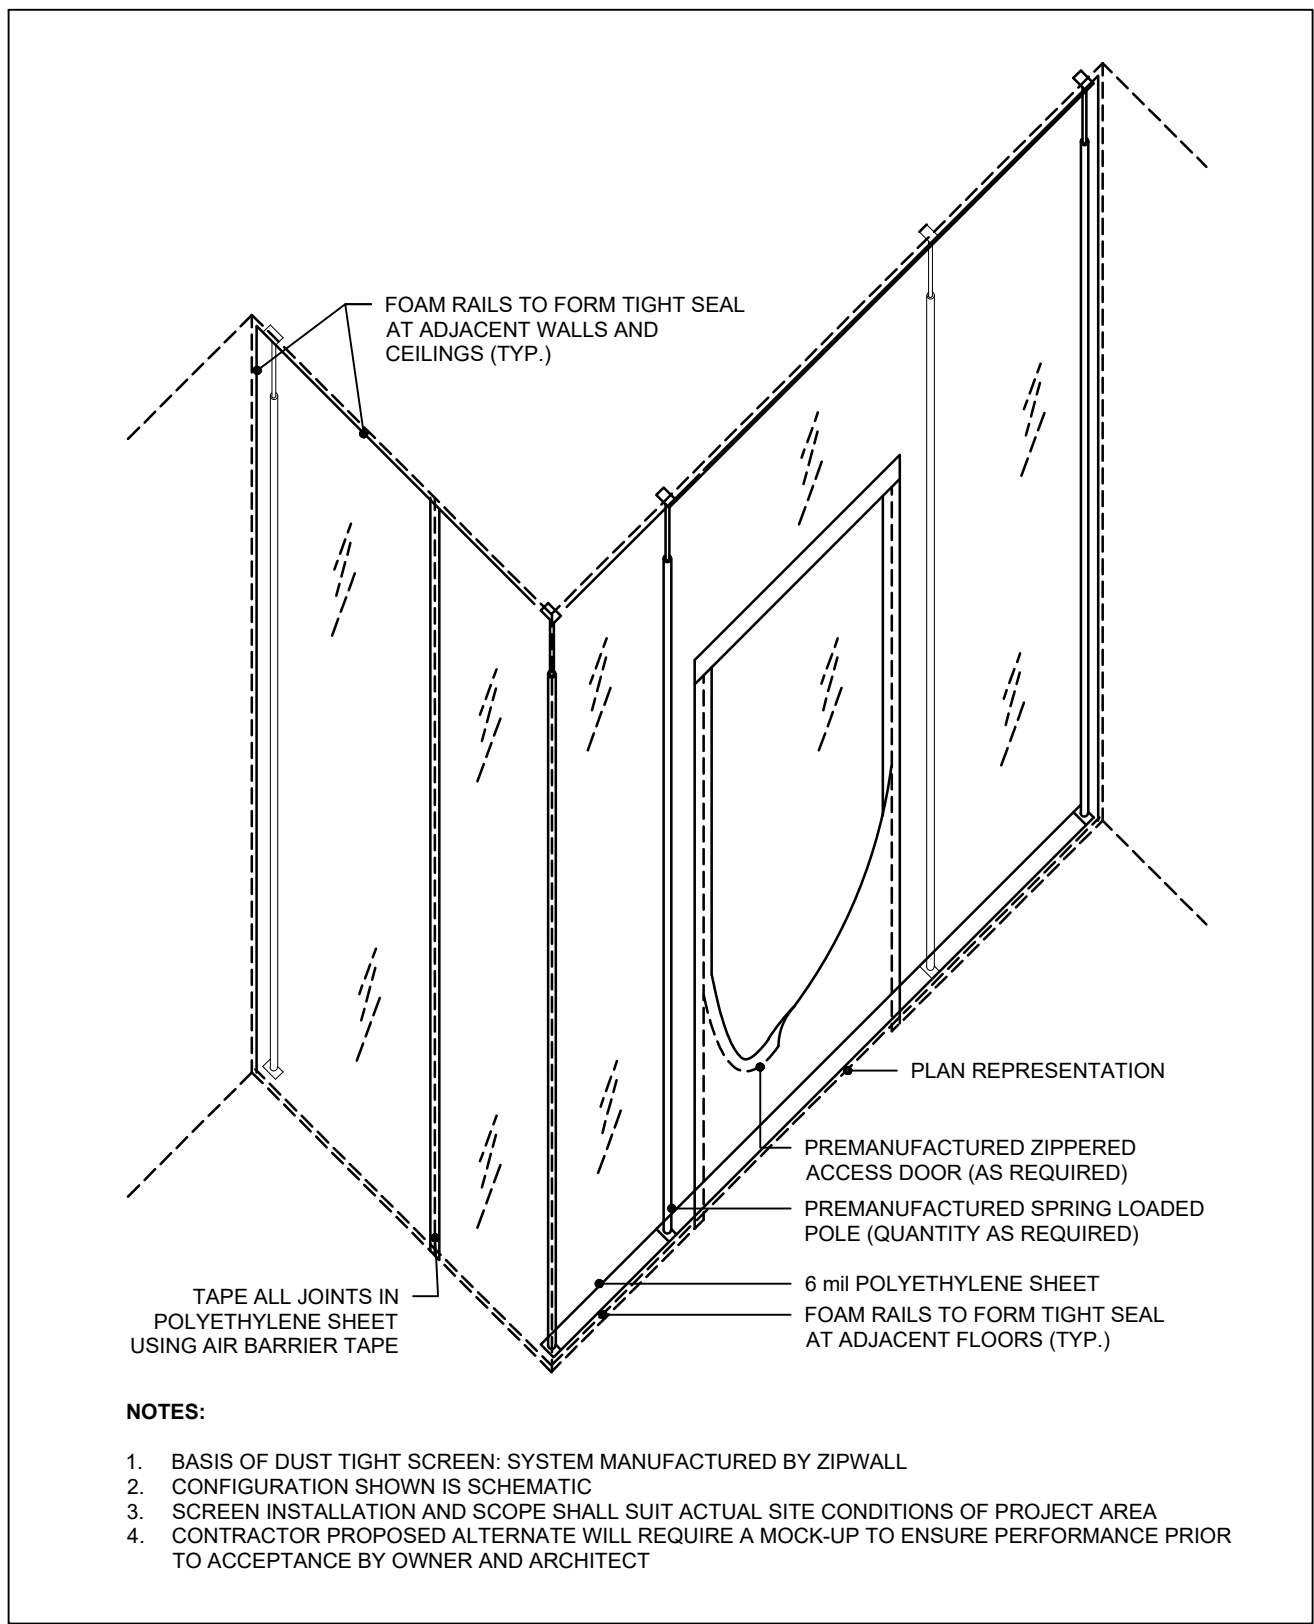 FOAM RAILS TO FORM TIGHT SEAL
AT ADJACENT WALLS AND
CEILINGS (TYP.)
PLAN REPRESENTATION
PREMANUFACTURED ZIPPERED
ACCESS DOOR (AS REQUIRED)
PREMANUFACTURED SPRING LOADED
POLE (QUANTITY AS REQUIRED)
6 mil POLYETHYLENE SHEET
FOAM RAILS TO FORM TIGHT SEAL
AT ADJACENT FLOORS (TYP.)
TAPE ALL JOINTS IN
POLYETHYLENE SHEET
USING AIR BARRIER TAPE
NOTES:
1. BASIS OF DUST TIGHT SCREEN: SYSTEM MANUFACTURED BY ZIPWALL
2. CONFIGURATION SHOWN IS SCHEMATIC
3. SCREEN INSTALLATION AND SCOPE SHALL SUIT ACTUAL SITE CONDITIONS OF PROJECT AREA
4. CONTRACTOR PROPOSED ALTERNATE WILL REQUIRE A MOCK-UP TO ENSURE PERFORMANCE PRIOR
TO ACCEPTANCE BY OWNER AND ARCHITECT